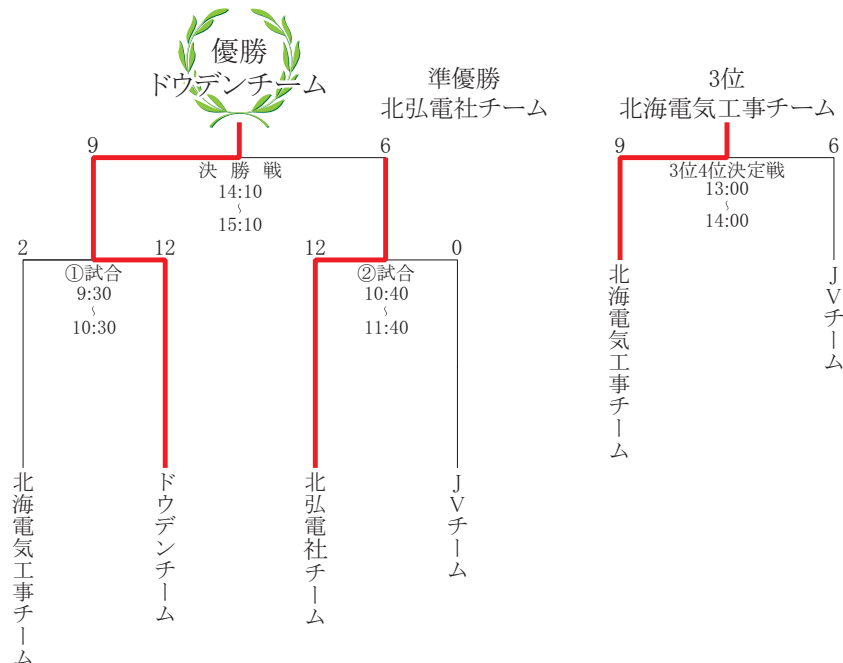 優勝
ドウデンチーム
準優勝
北弘電社チーム
3位
北海電気工事チーム
9
6
決勝戦
14:10
〜
15:10
9
6
3位4位決定戦
13:00
〜
14:00
2
12
①試合
9:30
〜
10:30
12
0
②試合
10:40
〜
11:40
北海電気工事チーム
JVチーム
北海電気工事チーム
ドウデンチーム
北弘電社チーム
JVチーム